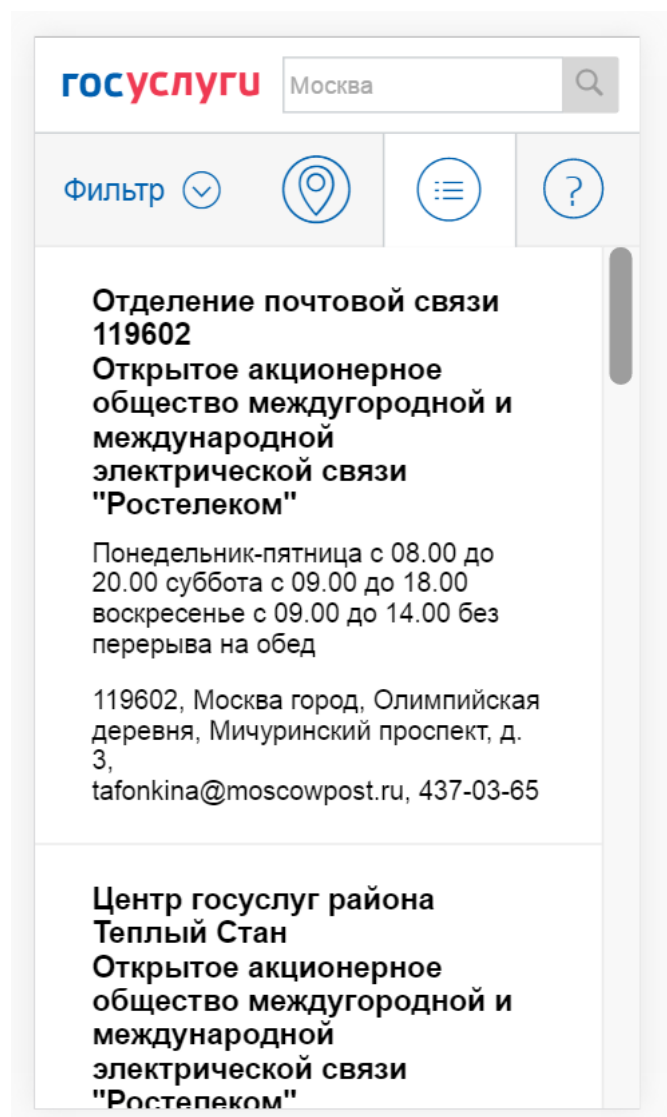 госуслуги Москва
Фильтр ?
Отделение почтовой связи
119602
Открытое акционерное
общество междугородной и
международной
электрической связи
"Ростелеком"
Понедельник-пятница с 08.00 до
20.00 суббота с 09.00 до 18.00
воскресенье с 09.00 до 14.00 без
перерыва на обед
119602, Москва город, Олимпийская
деревня, Мичуринский проспект, д.
3,
tafonkina@moscowpost.ru, 437-03-65
Центр госуслуг района
Теплый Стан
Открытое акционерное
общество междугородной и
международной
электрической связи
"Ростелеком"